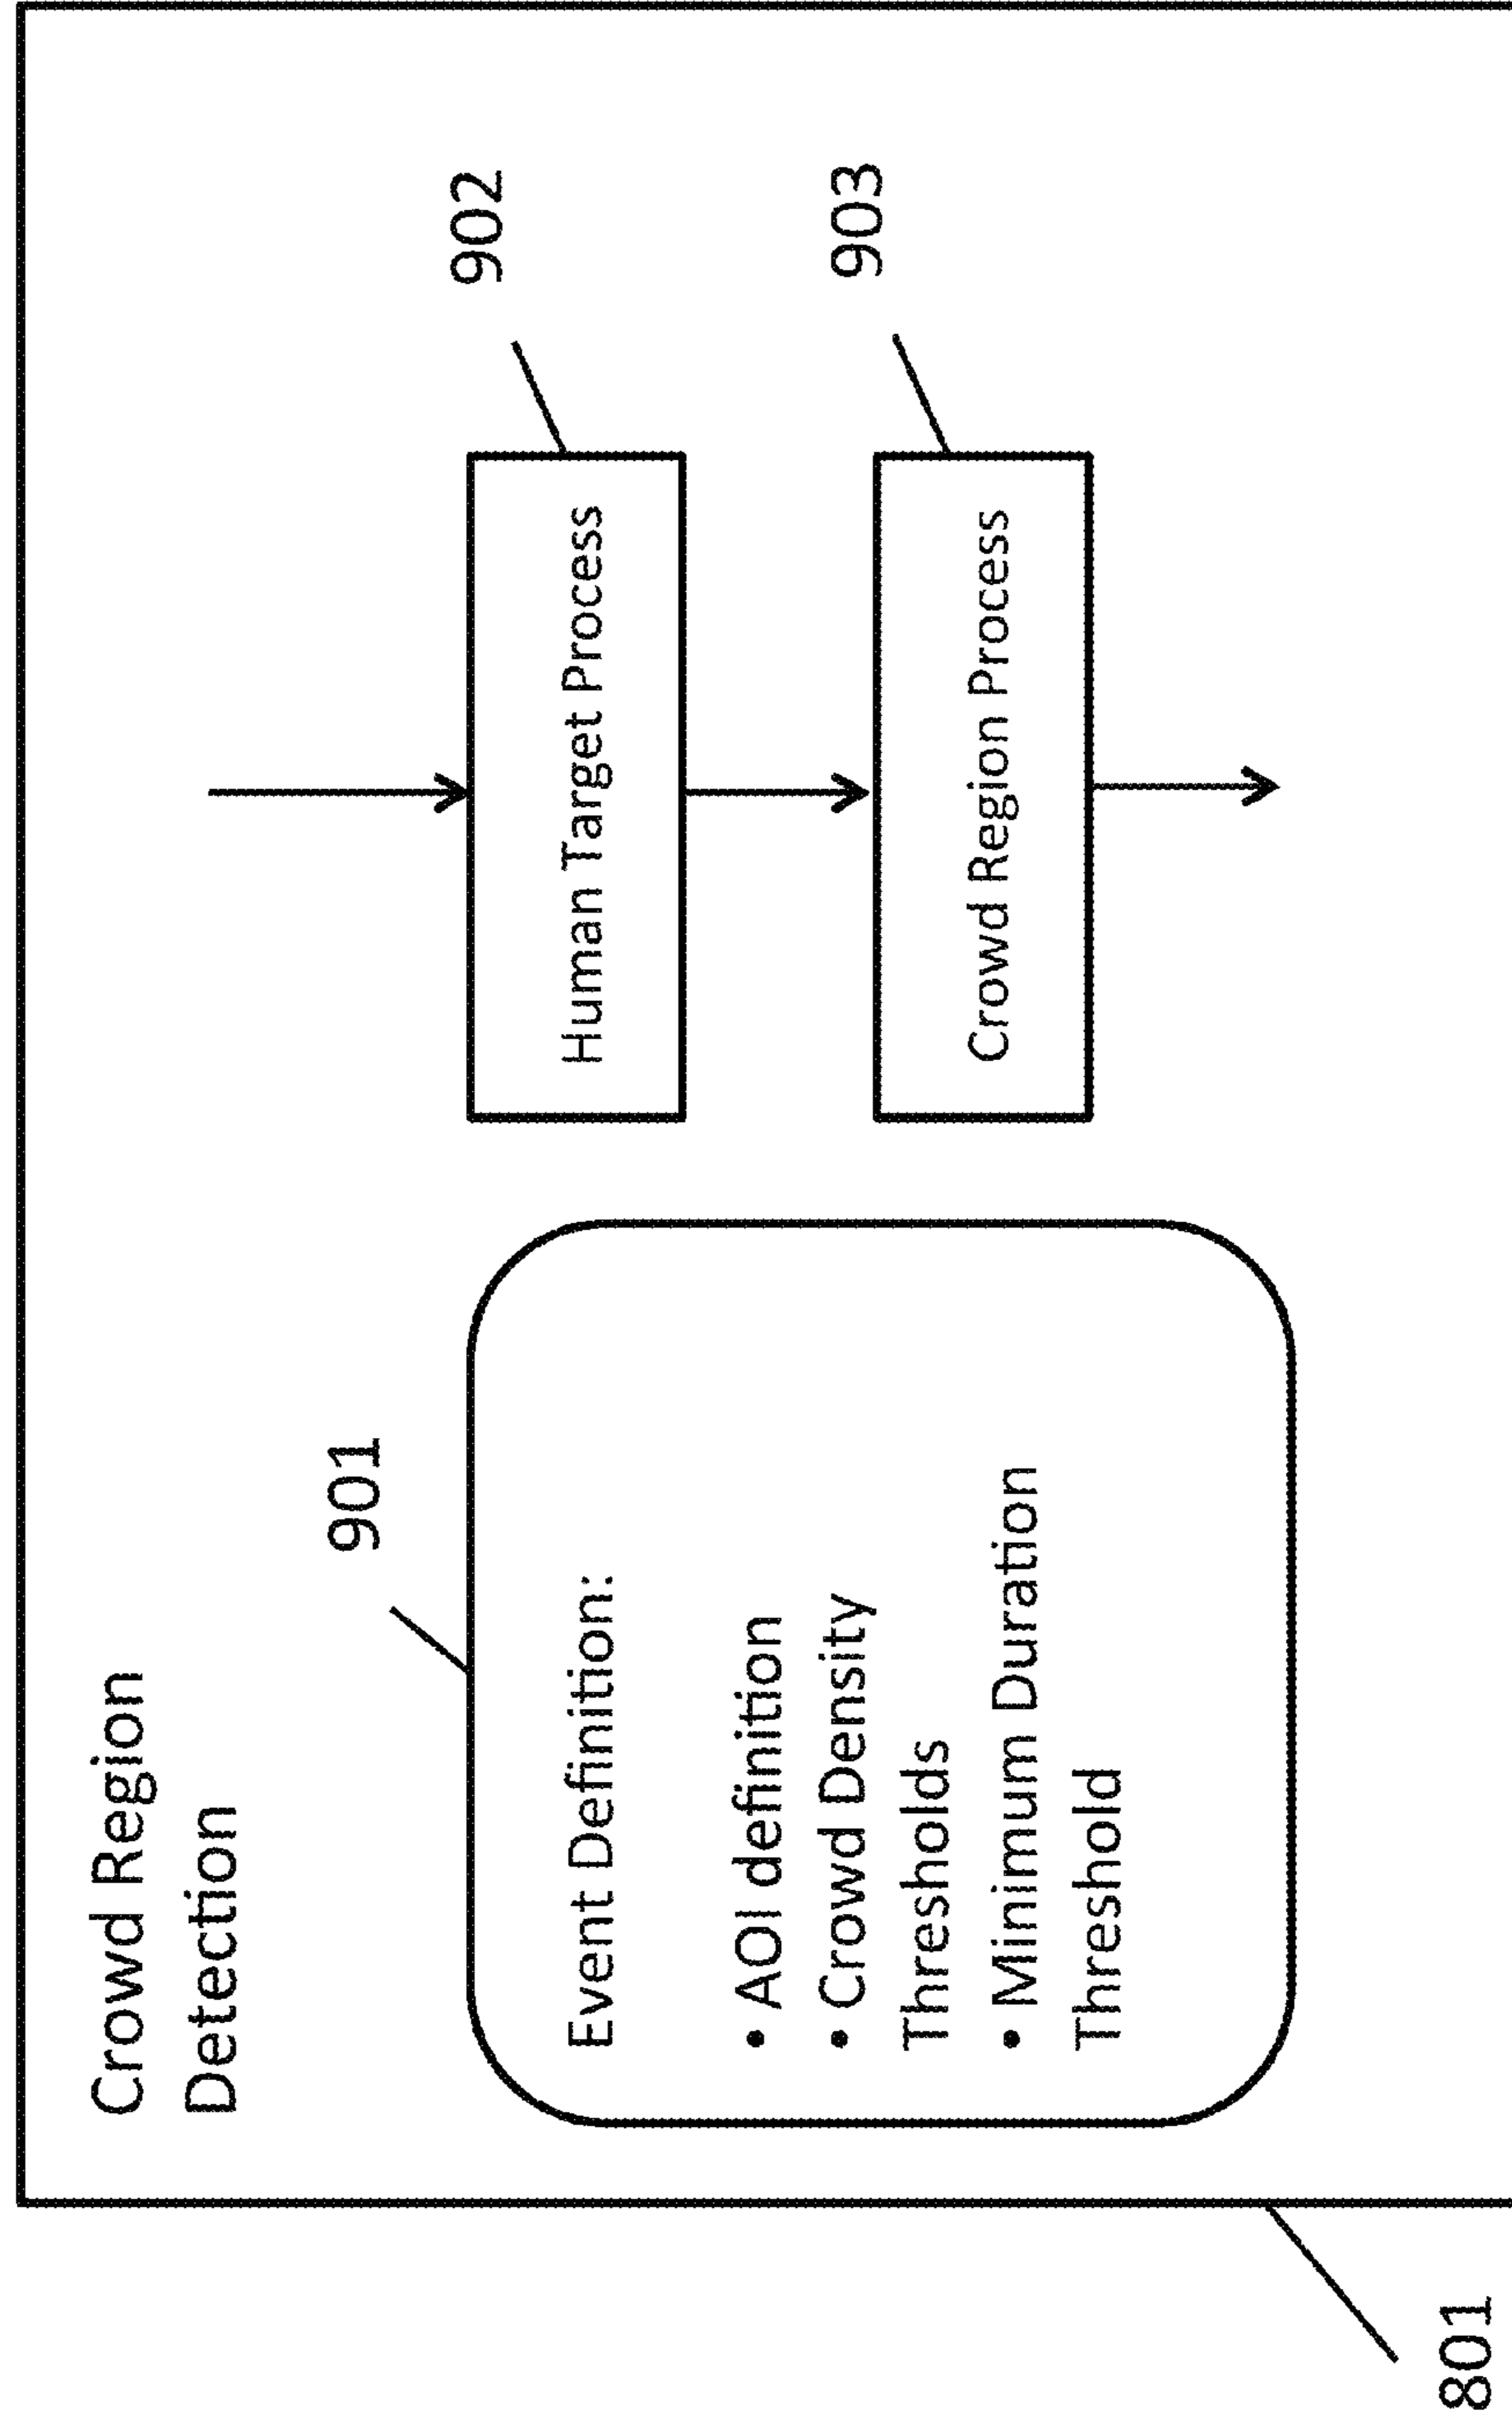 Crowd Region
Detection
901
Event Definition:
• AOI definition
• Crowd Density
Thresholds
• Minimum Duration
Threshold
902
Human Target Process
903
Crowd Region Process
801